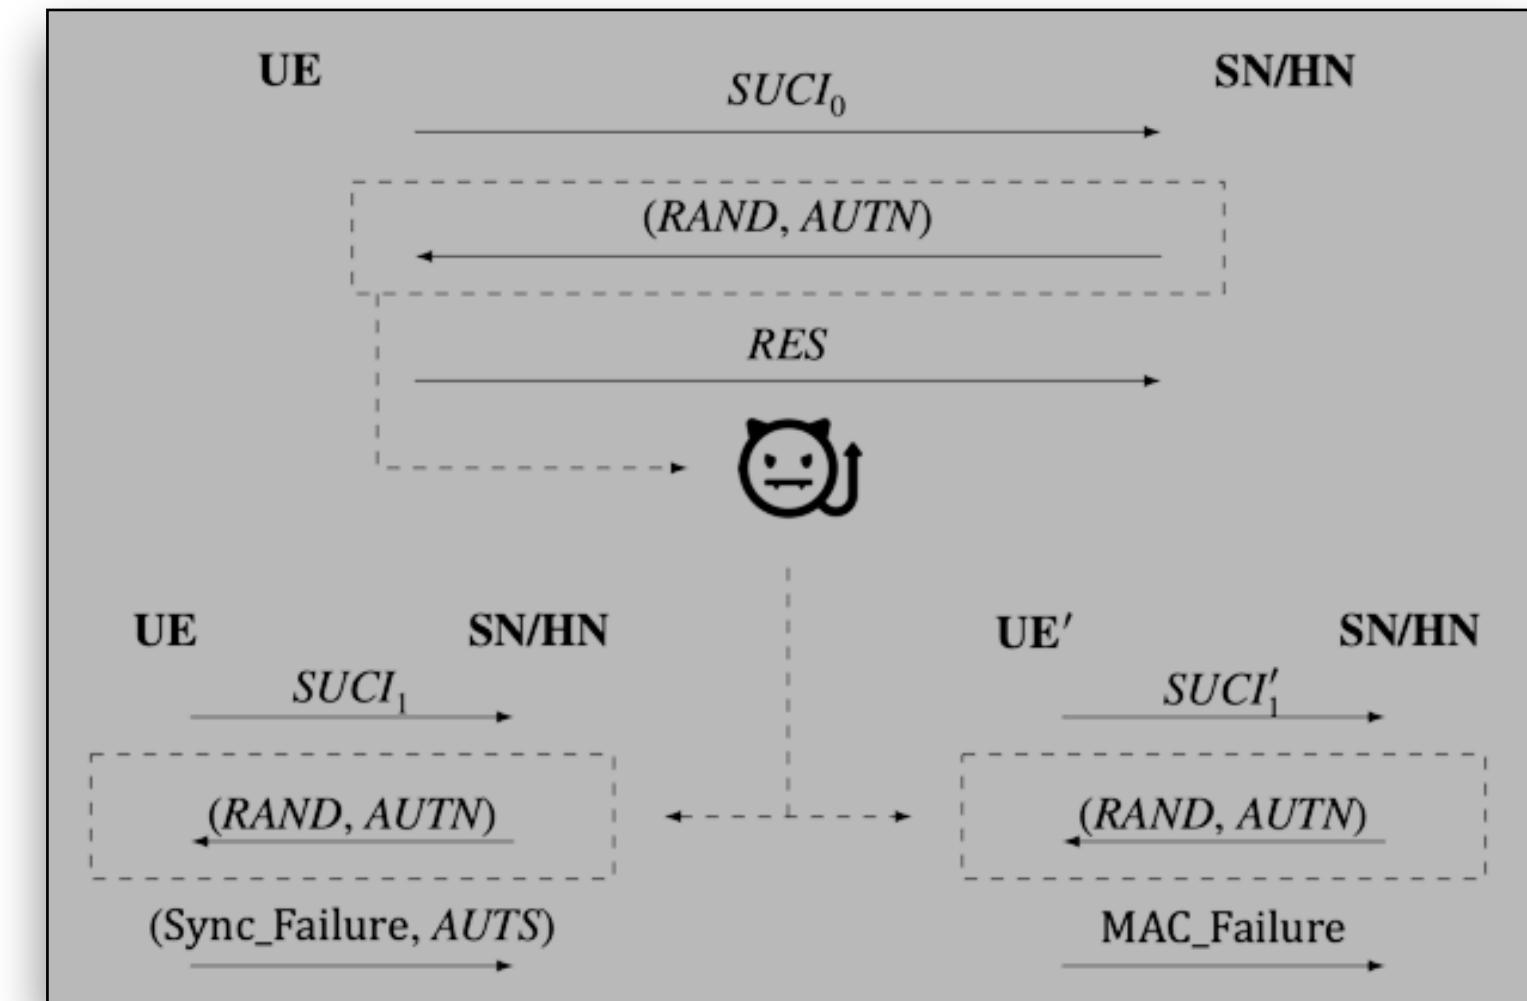 UE SN/HN
SUCI₀
(RAND, AUTN)
RES
UE SN/HN UE′ SN/HN
SUCI₁ SUCI′₁
(RAND, AUTN) (RAND, AUTN)
(Sync_Failure, AUTS) MAC_Failure